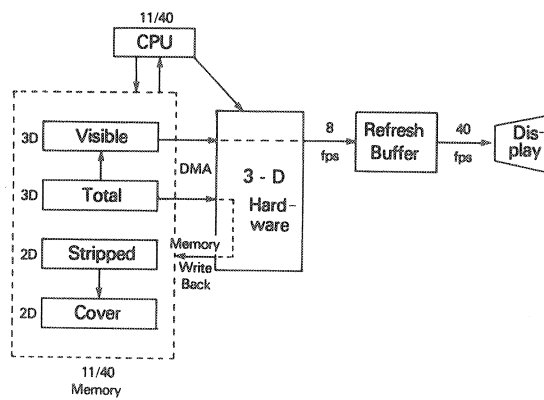 11/40
CPU
3D
Visible
DMA
3D
Total
2D
Stripped
2D
Cover
11/40
Memory
3 - D
Hard-
ware
Memory
Write
Back
8
fps
Refresh
Buffer
40
fps
Dis-
play